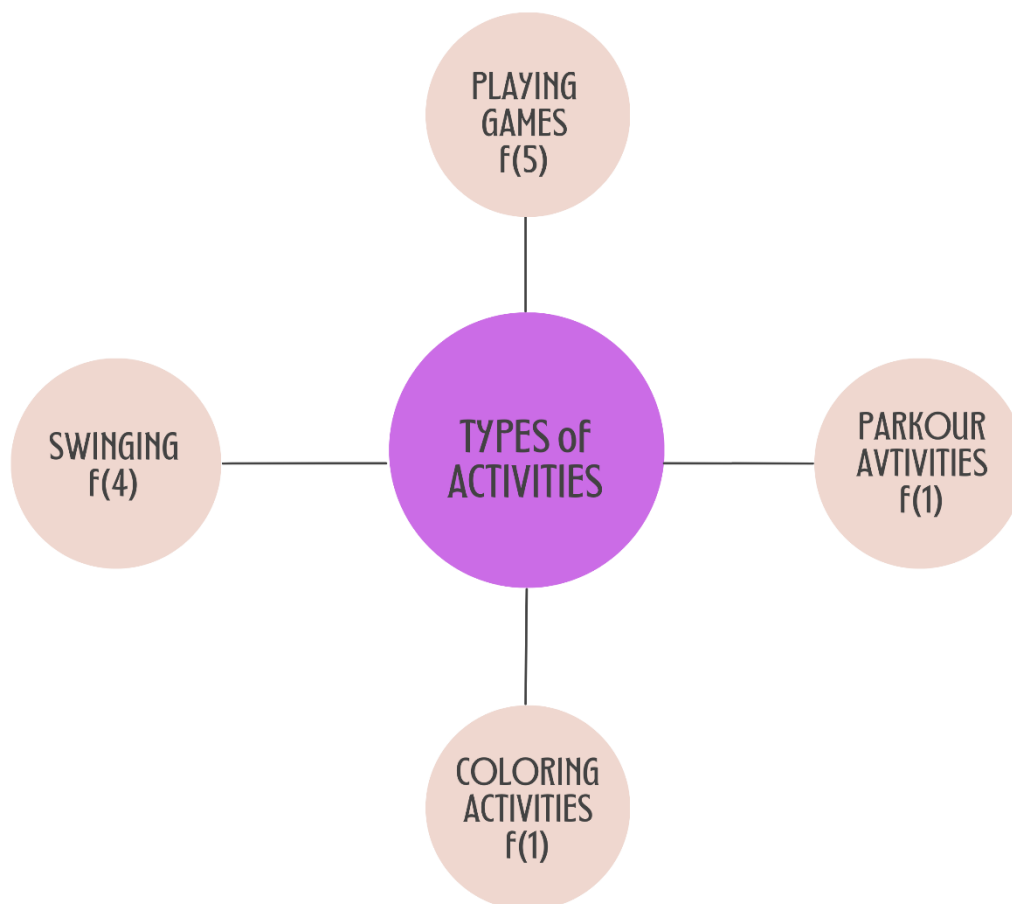 PLAYING
GAMES
f(5)
SWINGING
f(4)
TYPES of
ACTIVITIES
PARKOUR
AVTIVITIES
f(1)
COLORING
ACTIVITIES
f(1)